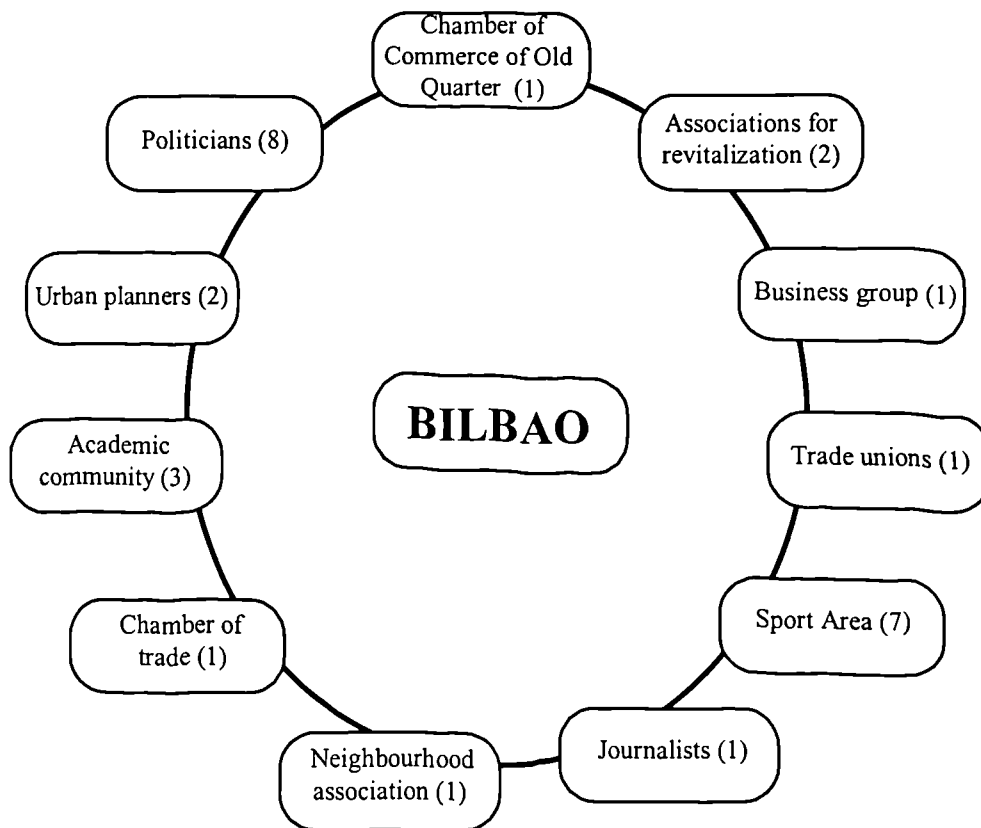 Chamber of
Commerce of Old
Quarter (1)
Associations for
revitalization (2)
Business group (1)
Trade unions (1)
Sport Area (7)
Journalists (1)
Neighbourhood
association (1)
Chamber of
trade (1)
Academic
community (3)
Urban planners (2)
Politicians (8)
BILBAO